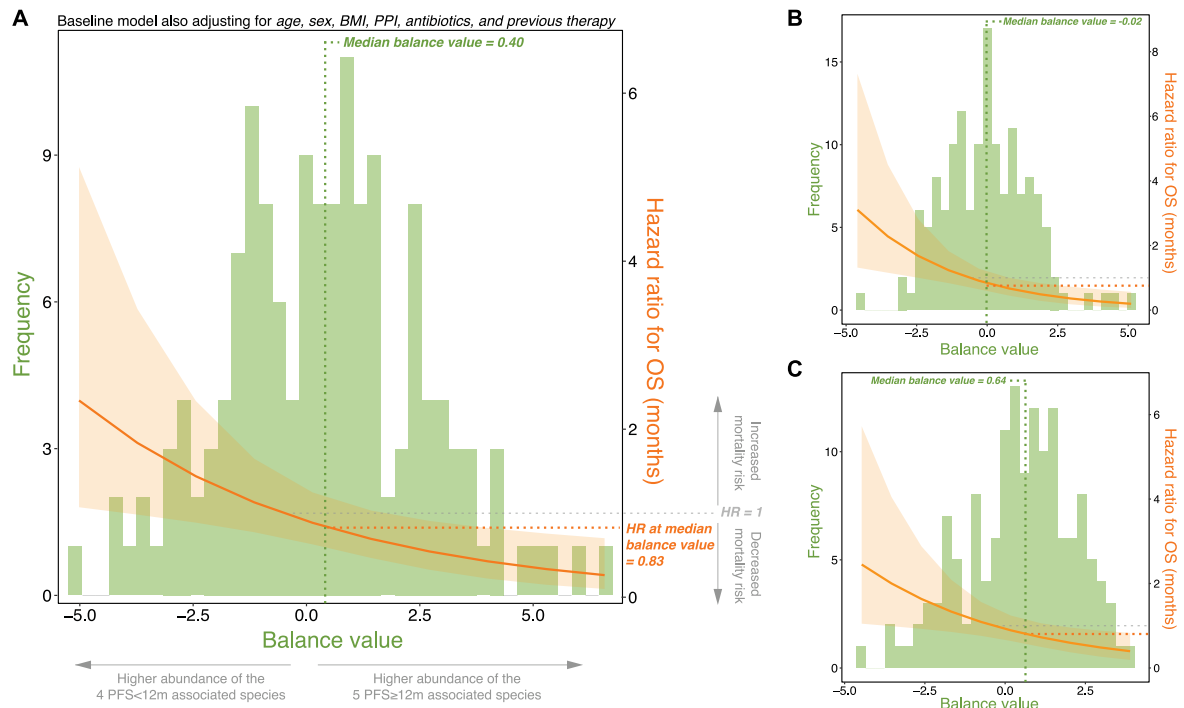 A
Baseline model also adjusting for age, sex, BMI, PPI, antibiotics, and previous therapy
Median balance value = 0.40
Frequency
9
6
3
0
6
4
2
0
Hazard ratio for OS (months)
−5.0
−2.5
0.0
2.5
5.0
Balance value
Higher abundance of the
4 PFS<12m associated species
Higher abundance of the
5 PFS≥12m associated species
Increased
mortality risk
HR = 1
HR at median
balance value
= 0.83
Decreased
mortality risk
B
Median balance value = -0.02
Frequency
15
10
5
0
8
6
4
2
0
Hazard ratio for OS (months)
−5.0
−2.5
0.0
2.5
5.0
Balance value
C
Median balance value = 0.64
Frequency
10
5
0
6
4
2
0
Hazard ratio for OS (months)
−5.0
−2.5
0.0
2.5
Balance value